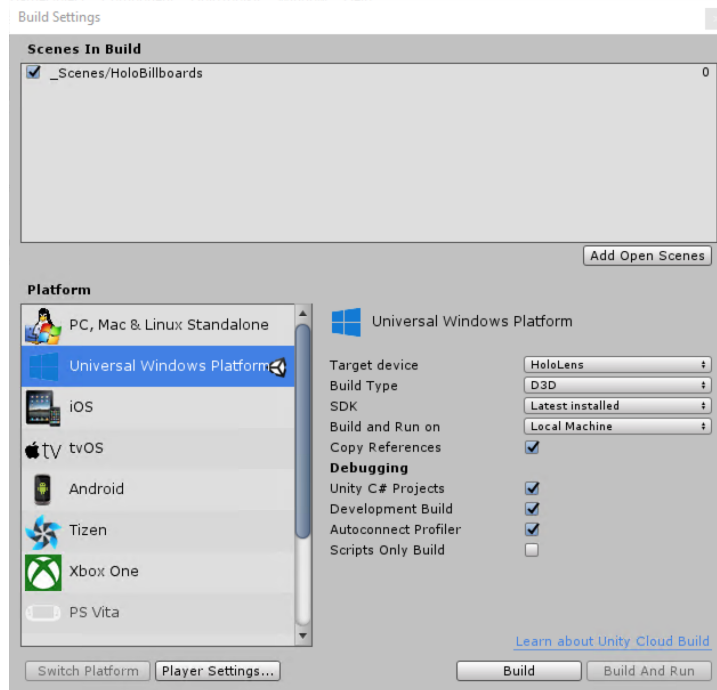 Build Settings
Scenes In Build
_Scenes/HoloBillboards 0
Add Open Scenes
Platform
PC, Mac & Linux Standalone
Universal Windows Platform
iOS
tv tvOS
Android
Tizen
Xbox One
PS Vita
Universal Windows Platform
Target device HoloLens
Build Type D3D
SDK Latest installed
Build and Run on Local Machine
Copy References
Debugging
Unity C# Projects
Development Build
Autoconnect Profiler
Scripts Only Build
Learn about Unity Cloud Build
Switch Platform Player Settings... Build Build And Run